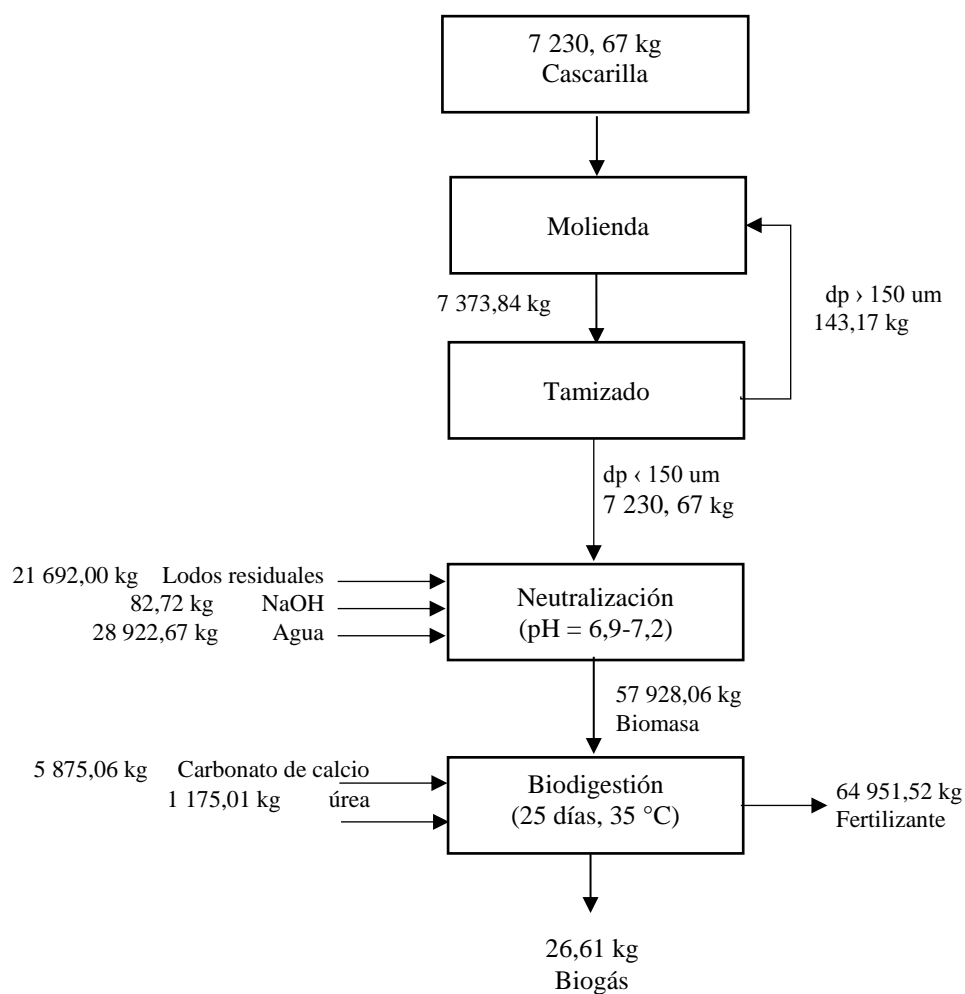 7 230, 67 kg
Cascarilla
Molienda
7 373,84 kg
dp › 150 um
143,17 kg
Tamizado
dp ‹ 150 um
7 230, 67 kg
21 692,00 kg Lodos residuales
82,72 kg NaOH
28 922,67 kg Agua
Neutralización
(pH = 6,9-7,2)
57 928,06 kg
Biomasa
5 875,06 kg Carbonato de calcio
1 175,01 kg úrea
Biodigestión
(25 días, 35 °C)
64 951,52 kg
Fertilizante
26,61 kg
Biogás